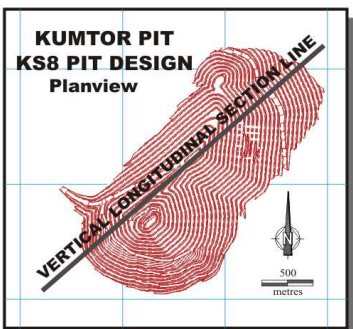 KUMTOR PIT
KS8 PIT DESIGN
Planview
VERTICAL LONGITUDINAL SECTION LINE
N
500
metres